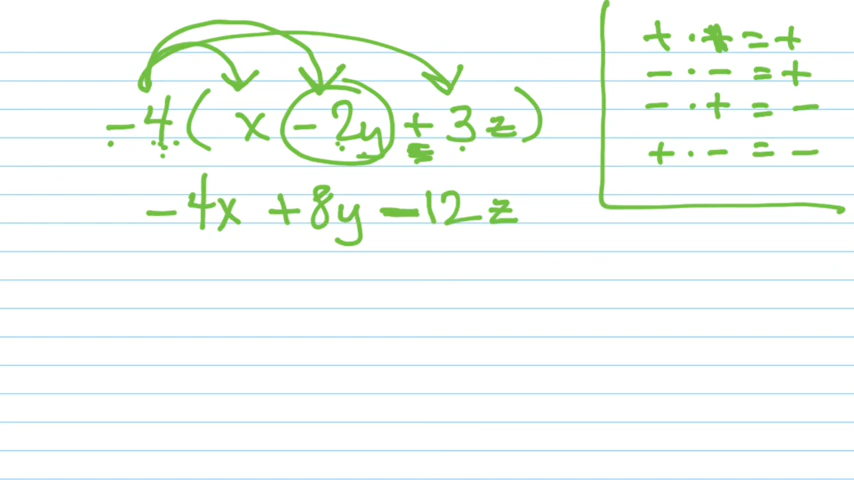 -4( x - 2y + 3z)
-4x + 8y - 12z
+ · + = +
- · - = +
- · + = -
+ · - = -